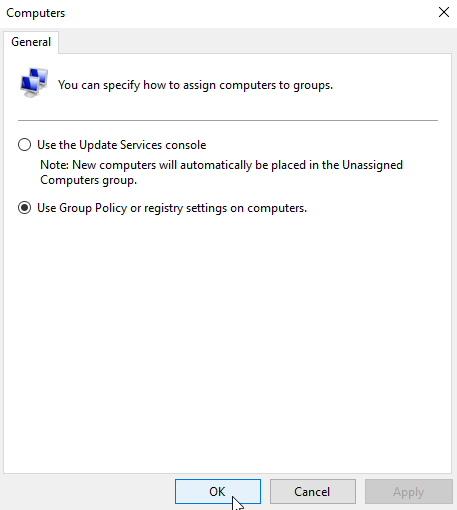 Computers
General
You can specify how to assign computers to groups.
Use the Update Services console
Note: New computers will automatically be placed in the Unassigned
Computers group.
Use Group Policy or registry settings on computers.
OK
Cancel
Apply